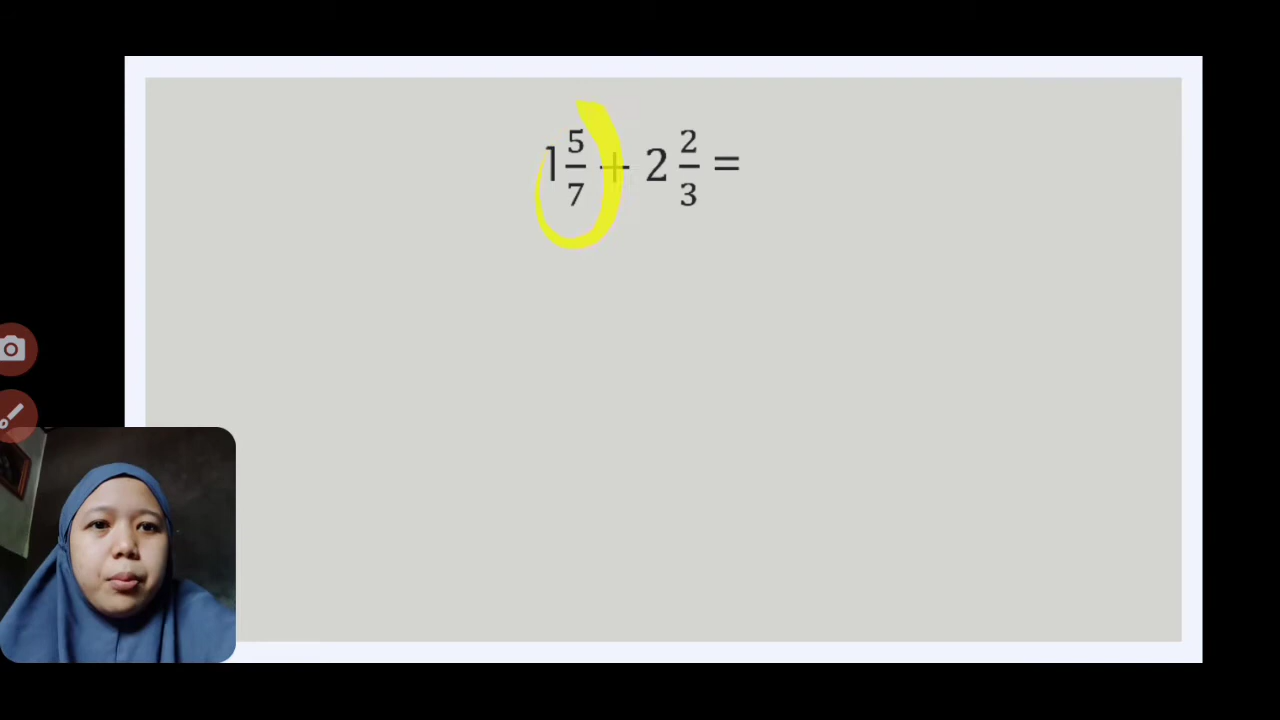 1 5/7 + 2 2/3 =